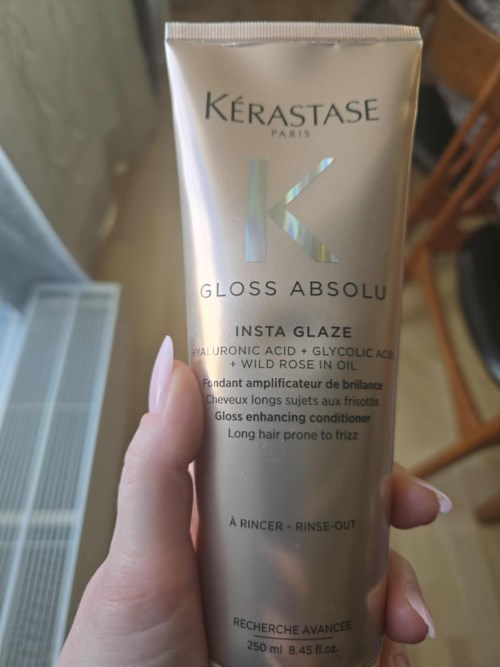 KÉRASTASE
PARIS
K
GLOSS ABSOLU
INSTA GLAZE
HYALURONIC ACID + GLYCOLIC ACID
+ WILD ROSE IN OIL
Fondant amplificateur de brillance
Cheveux longs sujets aux frisottis
Gloss enhancing conditioner
Long hair prone to frizz
À RINCER - RINSE-OUT
RECHERCHE AVANCÉE
250 ml 8.45 fl.oz.